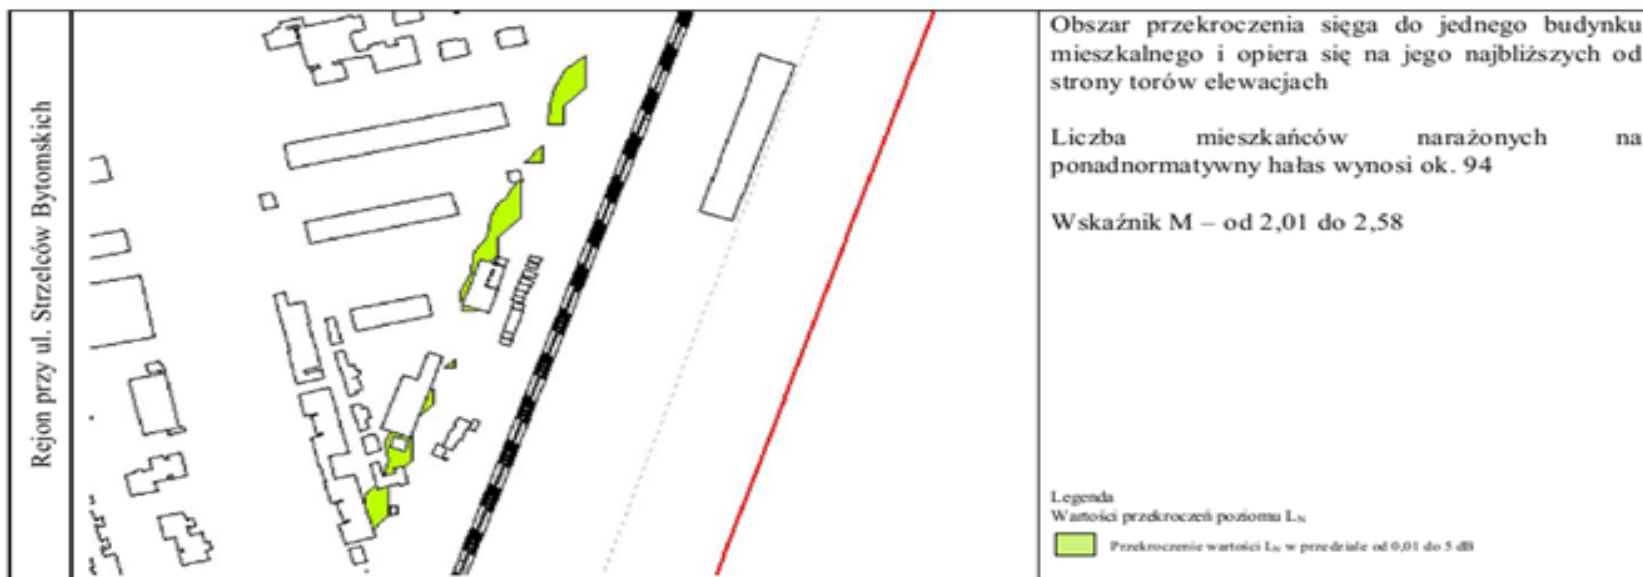 Rejon przy ul. Strzelców Bytomskich
Obszar przekroczenia sięga do jednego budynku
mieszkalnego i opiera się na jego najbliższych od
strony torów elewacjach
Liczba mieszkańców narażonych na
ponadnormatywny hałas wynosi ok. 94
Wskaźnik M – od 2,01 do 2,58
Legenda
Wartości przekroczeń poziomu LN
Przekroczenie wartości LN w przedziale od 0,01 do 5 dB